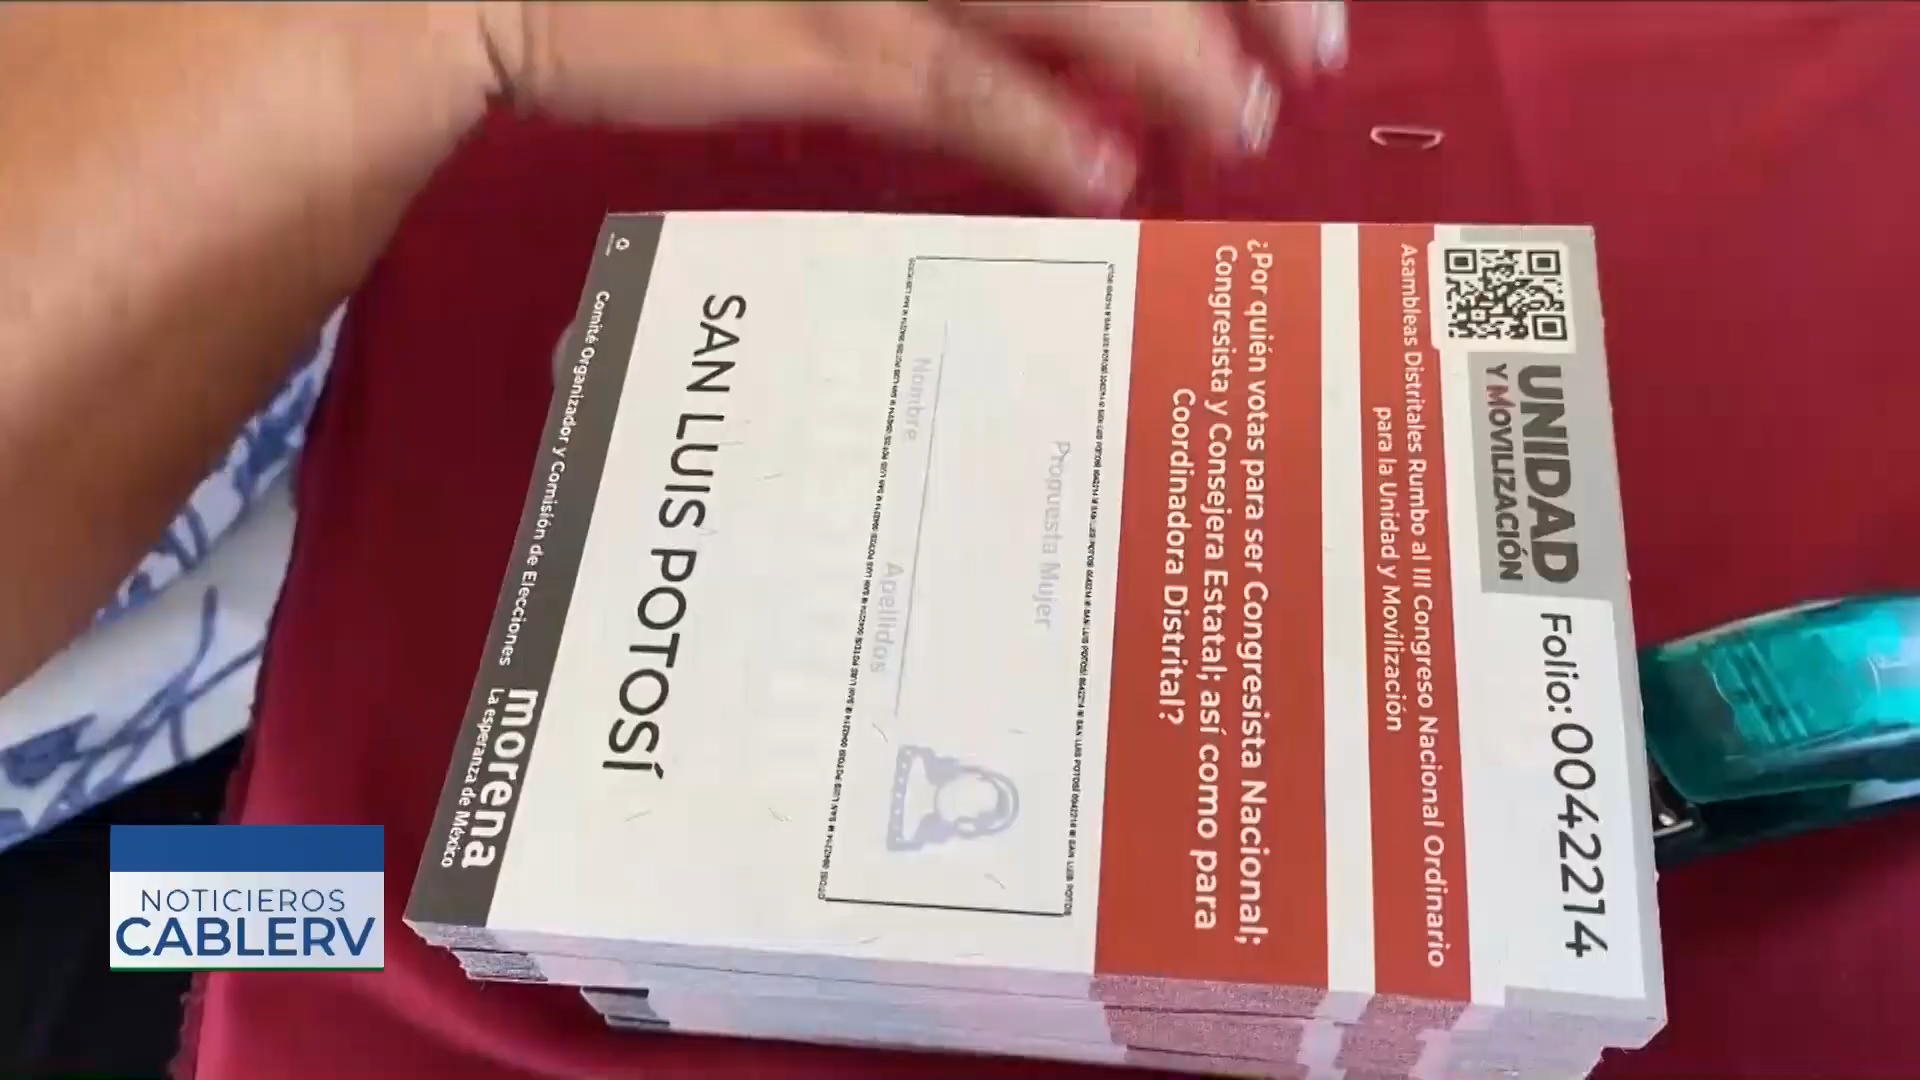 UNIDAD
Y MOVILIZACIÓN
Folio: 0042214
Asambleas Distritales Rumbo al III Congreso Nacional Ordinario
para la Unidad y Movilización
¿Por quién votas para ser Congresista Nacional;
Congresista y Consejera Estatal; así como para
Coordinadora Distrital?
Propuesta Mujer
Nombre
Apellidos
SAN LUIS POTOSÍ
Comité Organizador y Comisión de Elecciones
morena
La esperanza de México
NOTICIEROS
CABLERV